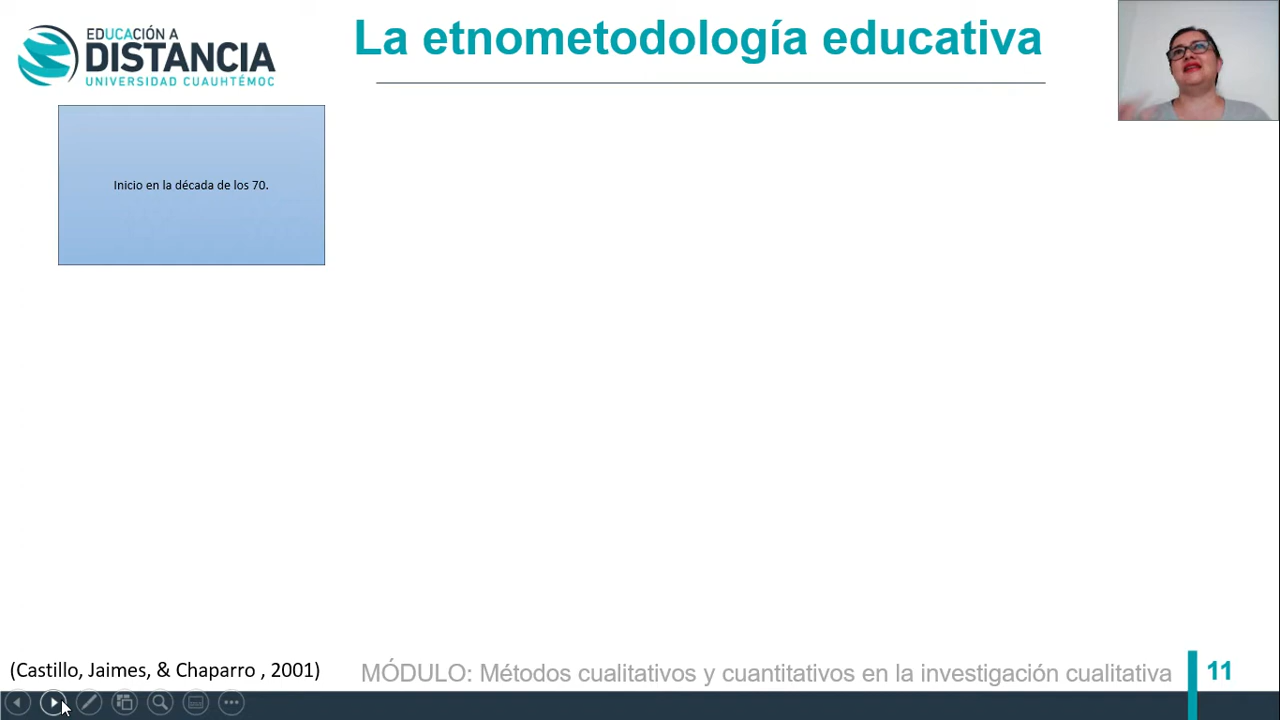 EDUCACIÓN A
DISTANCIA
UNIVERSIDAD CUAUHTÉMOC
La etnometodología educativa
Inicio en la década de los 70.
(Castillo, Jaimes, & Chaparro , 2001)
MÓDULO: Métodos cualitativos y cuantitativos en la investigación cualitativa
11